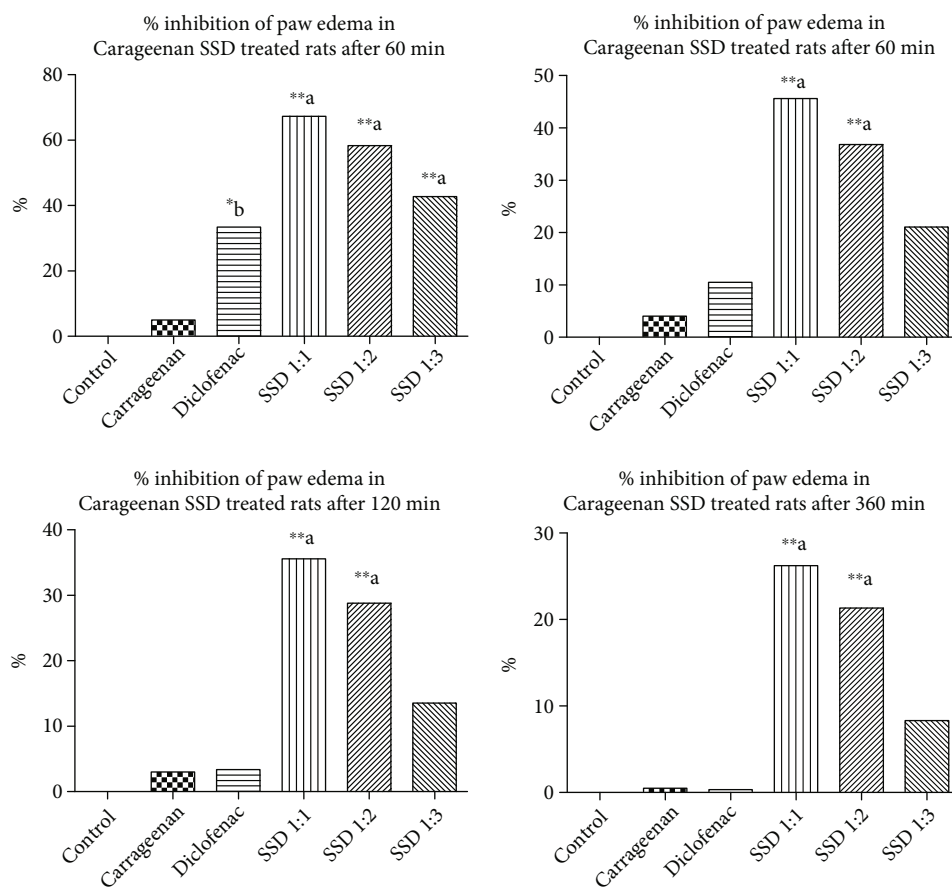 % inhibition of paw edema in
Carageenan SSD treated rats after 60 min
80
60
40
20
0
%
*b
**a
**a
**a
Control
Carrageenan
Diclofenac
SSD 1:1
SSD 1:2
SSD 1:3
% inhibition of paw edema in
Carageenan SSD treated rats after 60 min
50
40
30
20
10
0
%
**a
**a
Control
Carrageenan
Diclofenac
SSD 1:1
SSD 1:2
SSD 1:3
% inhibition of paw edema in
Carageenan SSD treated rats after 120 min
40
30
20
10
0
%
**a
**a
Control
Carrageenan
Diclofenac
SSD 1:1
SSD 1:2
SSD 1:3
% inhibition of paw edema in
Carageenan SSD treated rats after 360 min
30
20
10
0
%
**a
**a
Control
Carrageenan
Diclofenac
SSD 1:1
SSD 1:2
SSD 1:3